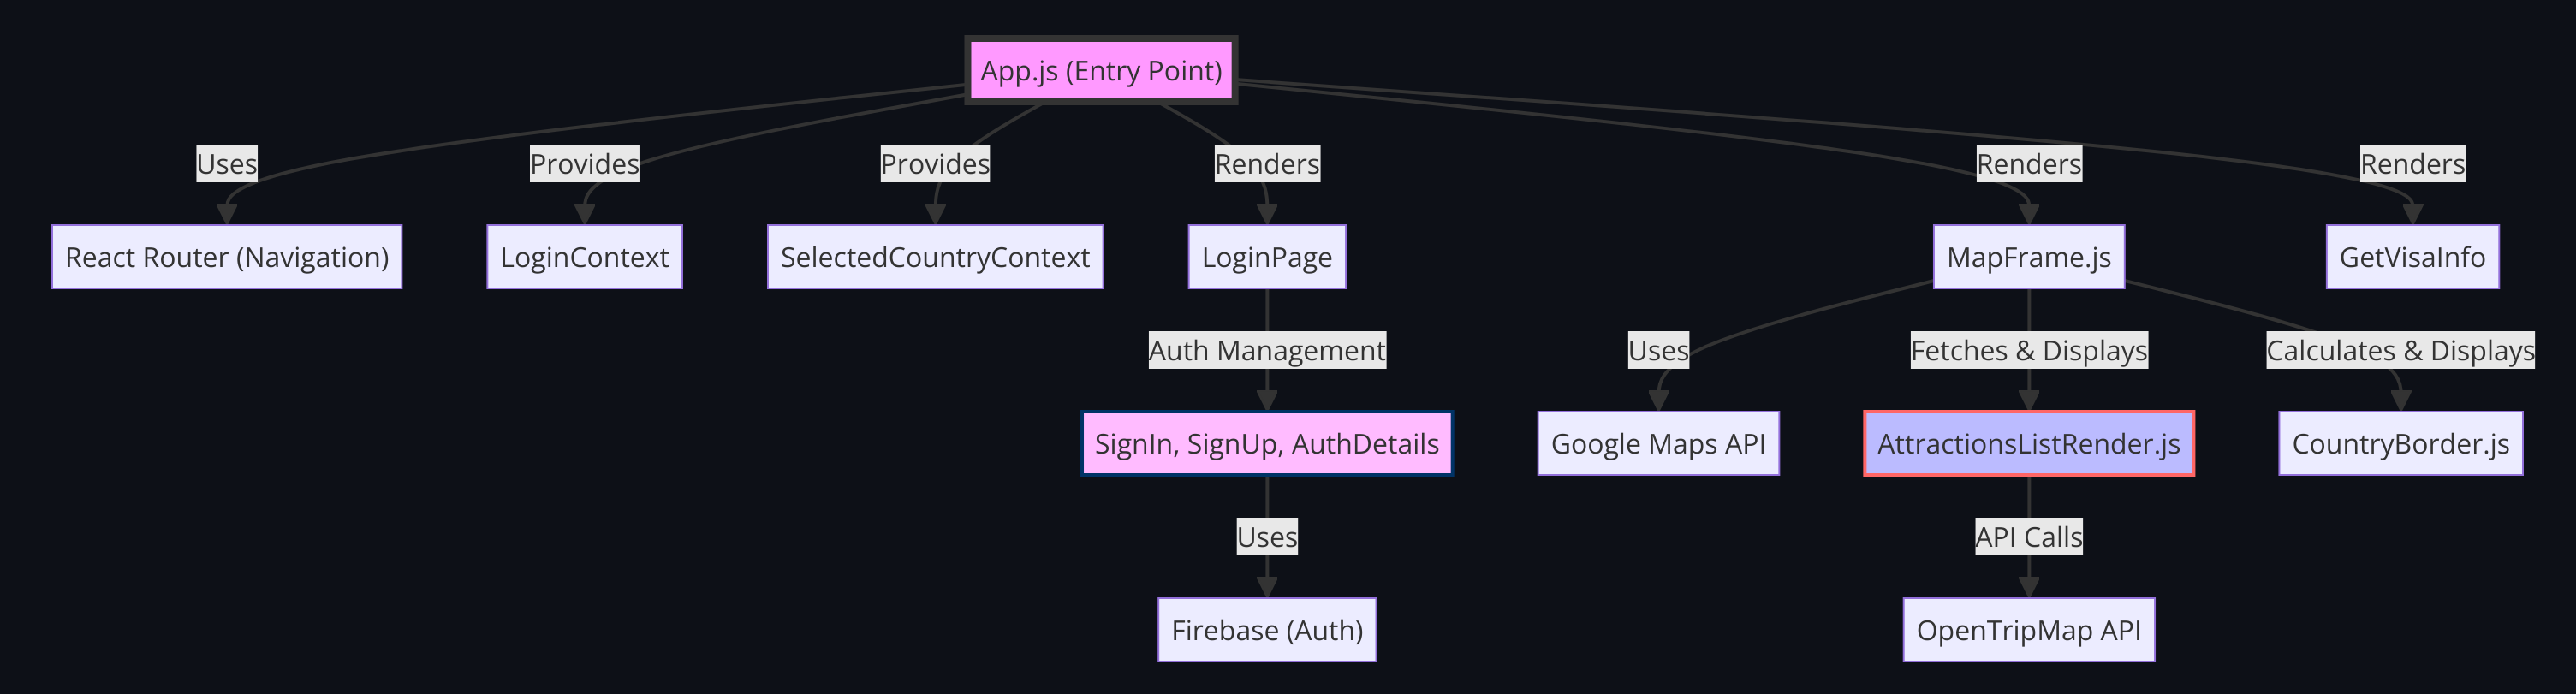 App.js (Entry Point)
Uses
Provides
Provides
Renders
Renders
Renders
React Router (Navigation)
LoginContext
SelectedCountryContext
LoginPage
MapFrame.js
GetVisaInfo
Auth Management
Uses
Fetches & Displays
Calculates & Displays
SignIn, SignUp, AuthDetails
Google Maps API
AttractionsListRender.js
CountryBorder.js
Uses
API Calls
Firebase (Auth)
OpenTripMap API